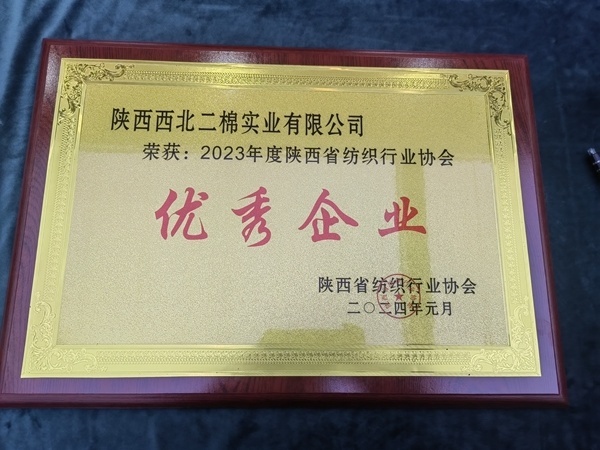 陕西西北二棉实业有限公司
荣获：2023年度陕西省纺织行业协会
优秀企业
陕西省纺织行业协会
二〇二四年元月